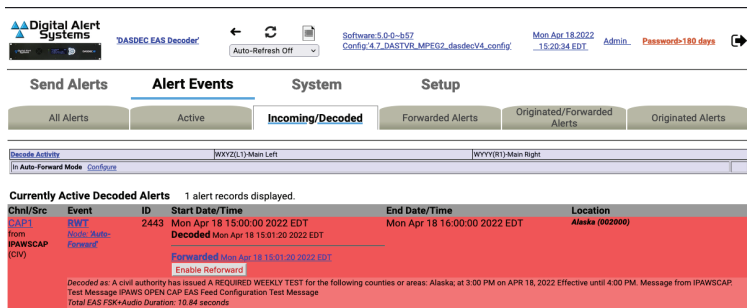 Digital Alert
Systems
'DASDEC EAS
Decoder'
Auto-Refresh Off
Software:5.0-0~b57
Config:'4.7_DASTVR_MPEG2_dasdecV4_config'
Mon Apr 18,2022
15:20:34 EDT
Admin
Password>180 days
Send Alerts Alert Events System Setup
All Alerts Active Incoming/Decoded Forwarded Alerts Originated/Forwarded
Alerts Originated Alerts
Decode Activity WXYZ(L1)-Main Left WYYY(R1)-Main Right
In Auto-Forward Mode Configure
Currently Active Decoded Alerts 1 alert records displayed.
Chnl/Src Event ID Start Date/Time End Date/Time Location
CAP1 RWT 2443 Mon Apr 18 15:00:00 2022 EDT Mon Apr 18 16:00:00 2022 EDT Alaska (002000)
from Node: 'Auto- Decoded Mon Apr 18 15:01:20 2022 EDT
IPAWSCAP Forward'
(CIV) Forwarded Mon Apr 18 15:01:20 2022 EDT
Enable Reforward
Decoded as: A civil authority has issued A REQUIRED WEEKLY TEST for the following counties or areas: Alaska; at 3:00 PM on APR 18, 2022 Effective until 4:00 PM. Message from IPAWSCAP.
Test Message IPAWS OPEN CAP EAS Feed Configuration Test Message
Total EAS FSK+Audio Duration: 10.84 seconds